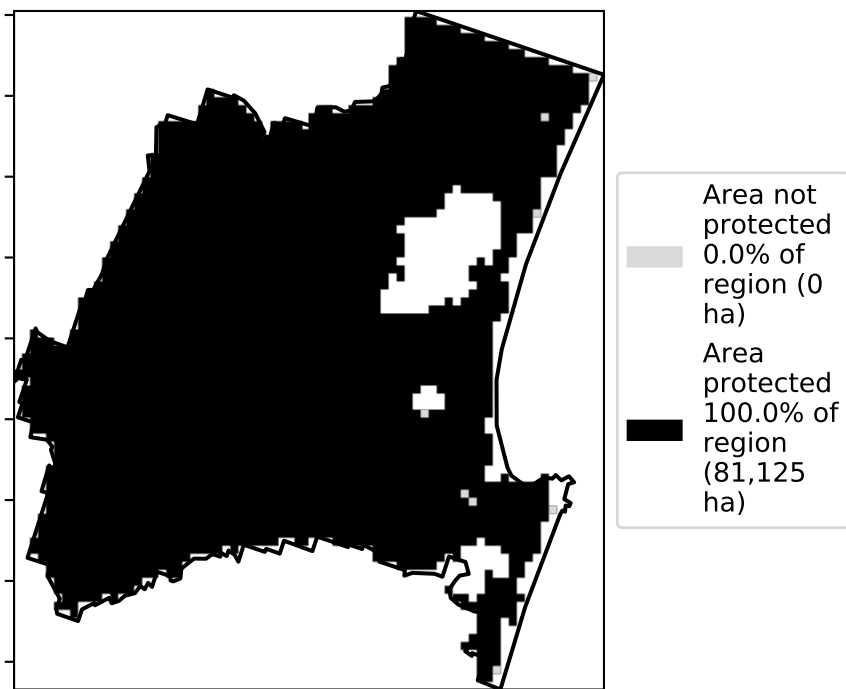 Area not
protected
0.0% of
region (0
ha)
Area
protected
100.0% of
region
(81,125
ha)